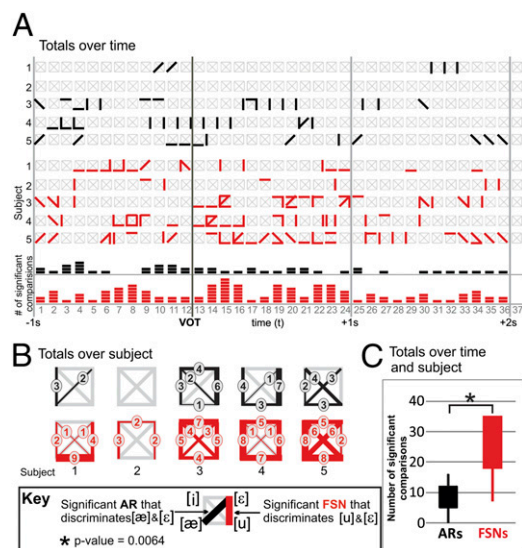 A
Totals over time
1
2
3
4
5
1
2
3
4
5
Subject
# of significant
comparisons
1 2 3 4 5 6 7 8 9 10 11 12 13 14 15 16 17 18 19 20 21 22 23 24 25 26 27 28 29 30 31 32 33 34 35 36 37
-1s VOT time (t) +1s +2s
B Totals over subject
C Totals over time
and subject
Subject 1 2 3 4 5
Number of significant
comparisons
40
30
20
10
0
*
ARs FSNs
Key
Significant AR that
discriminates[æ]&[ɛ]
[i] [ɛ]
[æ] [u]
Significant FSN that
discriminates [u]&[ɛ]
* p-value = 0.0064